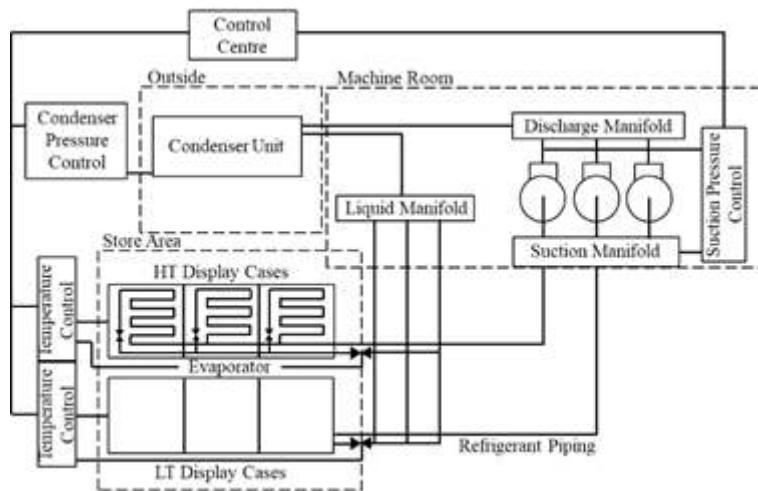 Control
Centre
Outside
Machine Room
Condenser
Pressure
Control
Condenser Unit
Discharge Manifold
Suction Pressure
Control
Liquid Manifold
Suction Manifold
Store Area
HT Display Cases
Temperature
Control
Evaporator
Temperature
Control
Refrigerant Piping
LT Display Cases